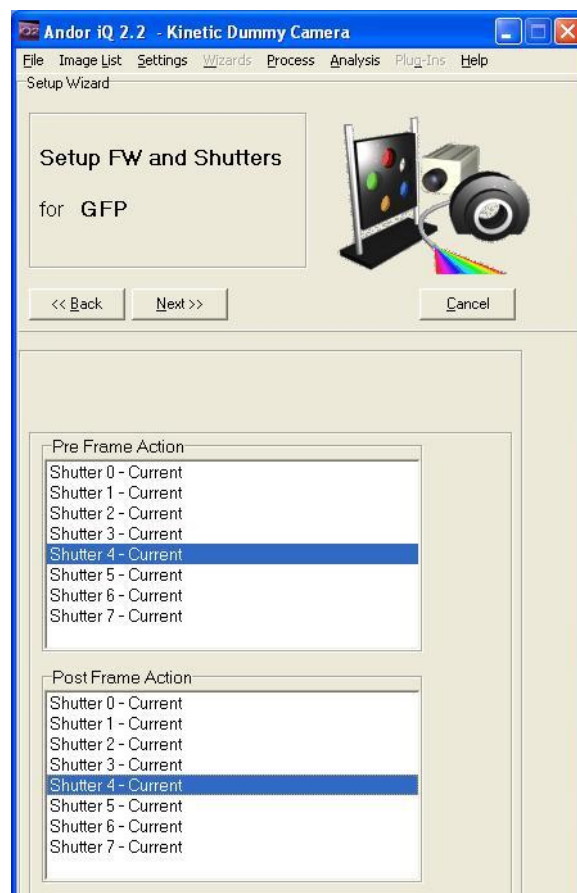 Andor iQ 2.2 - Kinetic Dummy Camera
File Image List Settings Wizards Process Analysis Plug-Ins Help
Setup Wizard
Setup FW and Shutters
for GFP
<< Back Next >> Cancel
Pre Frame Action
Shutter 0 - Current
Shutter 1 - Current
Shutter 2 - Current
Shutter 3 - Current
Shutter 4 - Current
Shutter 5 - Current
Shutter 6 - Current
Shutter 7 - Current
Post Frame Action
Shutter 0 - Current
Shutter 1 - Current
Shutter 2 - Current
Shutter 3 - Current
Shutter 4 - Current
Shutter 5 - Current
Shutter 6 - Current
Shutter 7 - Current